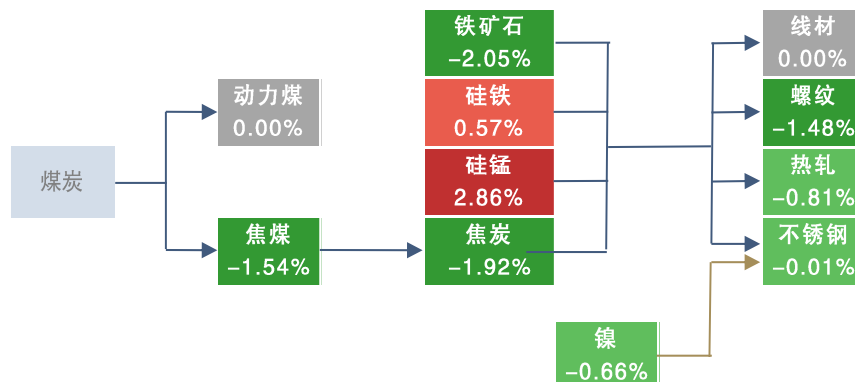 煤炭
动力煤
0.00%
焦煤
-1.54%
铁矿石
-2.05%
硅铁
0.57%
硅锰
2.86%
焦炭
-1.92%
镍
-0.66%
线材
0.00%
螺纹
-1.48%
热轧
-0.81%
不锈钢
-0.01%